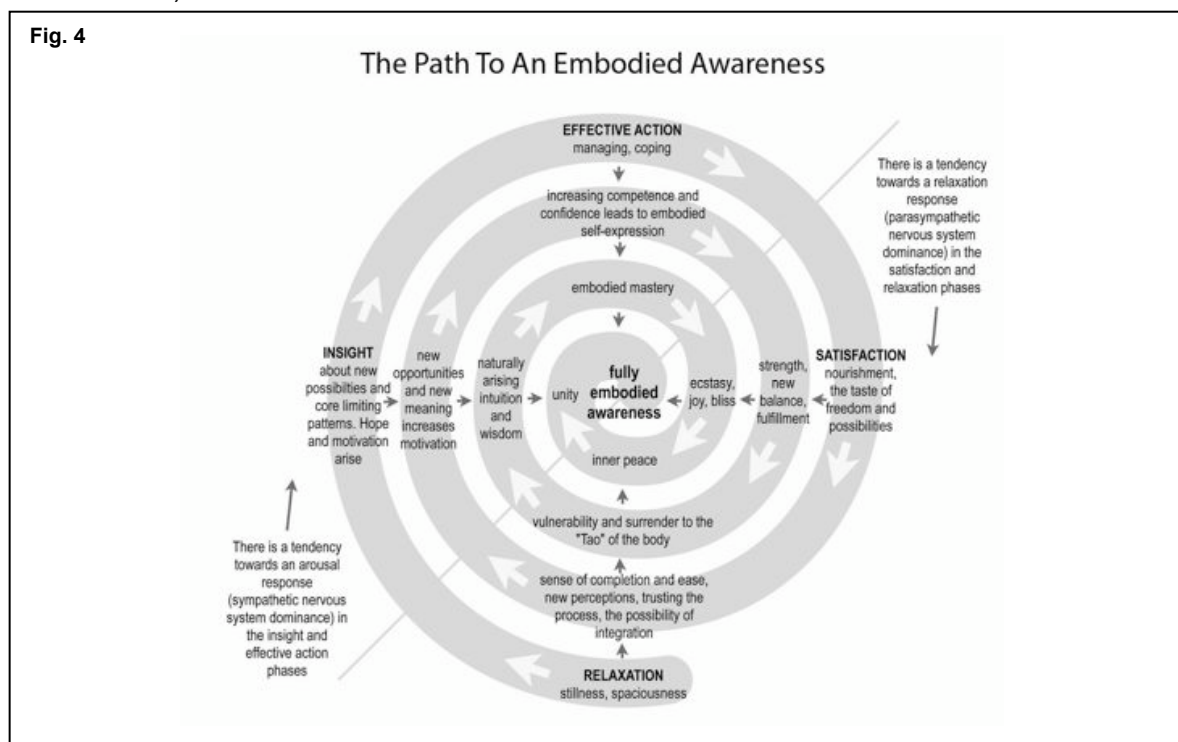 Fig. 4
The Path To An Embodied Awareness
EFFECTIVE ACTION
managing, coping
increasing competence and
confidence leads to embodied
self-expression
embodied mastery
There is a tendency
towards a relaxation
response
(parasympathetic
nervous system
dominance) in the
satisfaction and
relaxation phases
INSIGHT
about new
possibilties and
core limiting
patterns. Hope
and motivation
arise
new
opportunities
and new
meaning
increases
motivation
naturally
arising
intuition
and
wisdom
unity
fully
embodied
awareness
ecstasy,
joy, bliss
strength,
new
balance,
fulfillment
SATISFACTION
nourishment,
the taste of
freedom and
possibilities
inner peace
vulnerability and surrender to the
"Tao" of the body
sense of completion and ease,
new perceptions, trusting the
process, the possibility of
integration
RELAXATION
stillness, spaciousness
There is a tendency
towards an arousal
response
(sympathetic nervous
system dominance) in
the insight and
effective action
phases